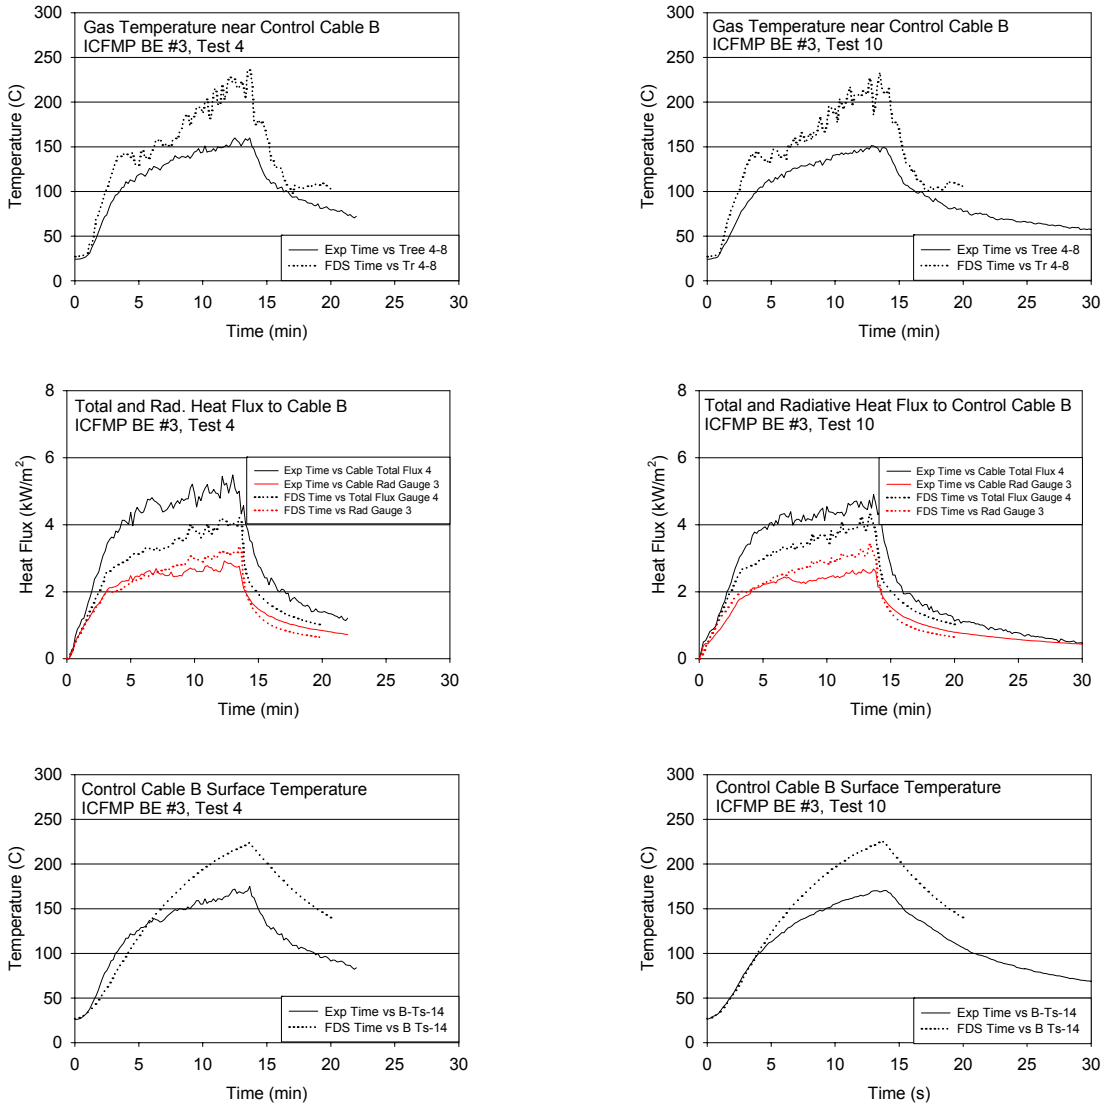 Gas Temperature near Control Cable B
ICFMP BE #3, Test 4
300
250
200
150
100
50
0
Temperature (C)
Exp Time vs Tree 4-8
FDS Time vs Tr 4-8
0 5 10 15 20 25 30
Time (min)
Gas Temperature near Control Cable B
ICFMP BE #3, Test 10
300
250
200
150
100
50
0
Temperature (C)
Exp Time vs Tree 4-8
FDS Time vs Tr 4-8
0 5 10 15 20 25 30
Time (min)
Total and Rad. Heat Flux to Cable B
ICFMP BE #3, Test 4
8
6
4
2
0
Heat Flux (kW/m²)
Exp Time vs Cable Total Flux 4
Exp Time vs Cable Rad Gauge 3
FDS Time vs Total Flux Gauge 4
FDS Time vs Rad Gauge 3
0 5 10 15 20 25 30
Time (min)
Total and Radiative Heat Flux to Control Cable B
ICFMP BE #3, Test 10
8
6
4
2
0
Heat Flux (kW/m²)
Exp Time vs Cable Total Flux 4
Exp Time vs Cable Rad Gauge 3
FDS Time vs Total Flux Gauge 4
FDS Time vs Rad Gauge 3
0 5 10 15 20 25 30
Time (min)
Control Cable B Surface Temperature
ICFMP BE #3, Test 4
300
250
200
150
100
50
0
Temperature (C)
Exp Time vs B-Ts-14
FDS Time vs B Ts-14
0 5 10 15 20 25 30
Time (min)
Control Cable B Surface Temperature
ICFMP BE #3, Test 10
300
250
200
150
100
50
0
Temperature (C)
Exp Time vs B-Ts-14
FDS Time vs B Ts-14
0 5 10 15 20 25 30
Time (s)